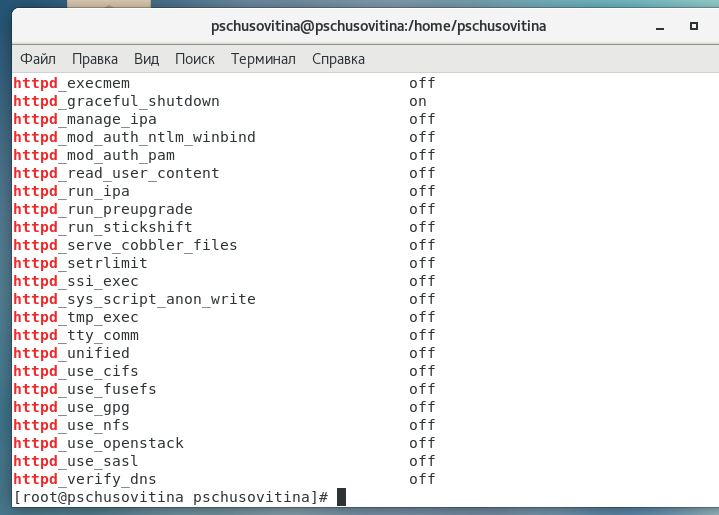 pschusovitina@pschusovitina:/home/pschusovitina
Файл Правка Вид Поиск Терминал Справка
httpd_execmem off
httpd_graceful_shutdown on
httpd_manage_ipa off
httpd_mod_auth_ntlm_winbind off
httpd_mod_auth_pam off
httpd_read_user_content off
httpd_run_ipa off
httpd_run_preupgrade off
httpd_run_stickshift off
httpd_serve_cobbler_files off
httpd_setrlimit off
httpd_ssi_exec off
httpd_sys_script_anon_write off
httpd_tmp_exec off
httpd_tty_comm off
httpd_unified off
httpd_use_cifs off
httpd_use_fusefs off
httpd_use_gpg off
httpd_use_nfs off
httpd_use_openstack off
httpd_use_sasl off
httpd_verify_dns off
[root@pschusovitina pschusovitina]#